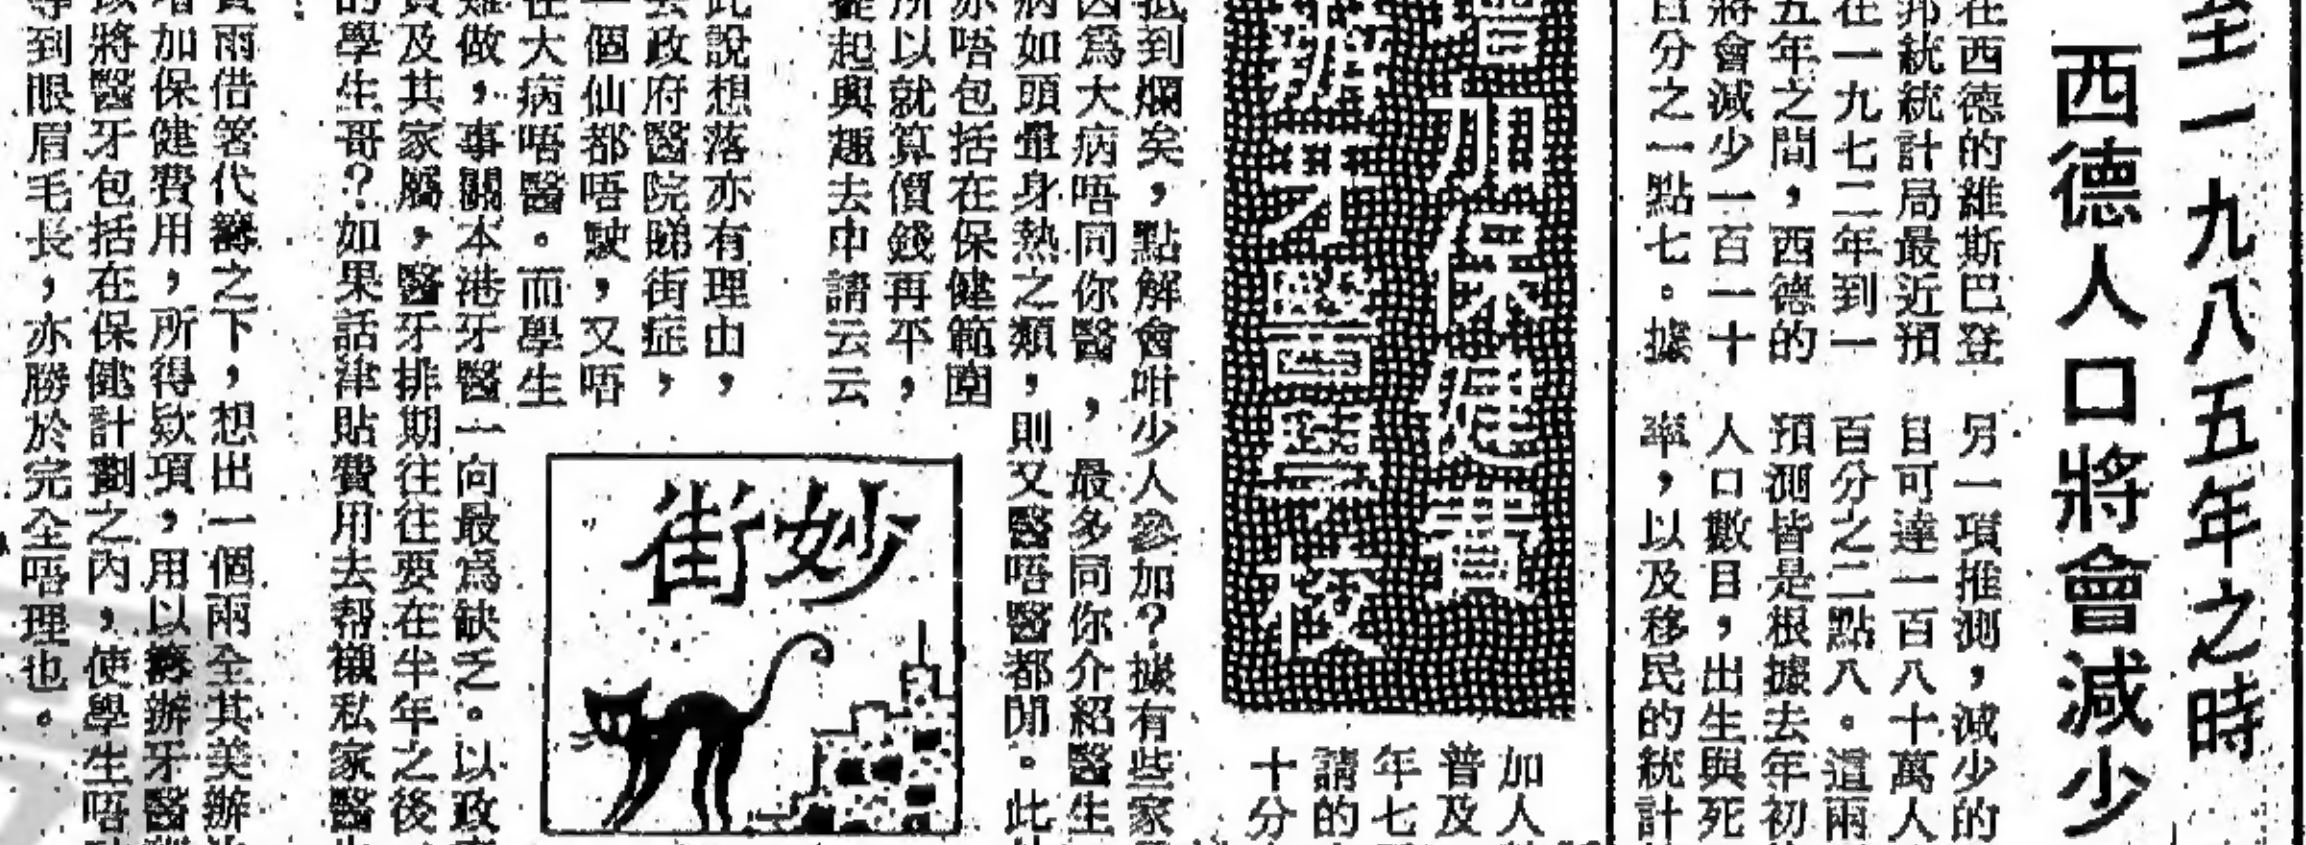 至一九八五年之時
西德人口將會減少
在西德的維斯巴登
邦統統計局最近預
在一九七二年到一
五年之間，西德的
將會減少一百一十
百分之一點七。據
另一項推測，減少的
目可達一百八十萬人
百分之二點八。這兩
預測皆是根據去年初
人口數目，出生與死
率，以及移民的統計
加保健費
牙醫
加人
普及
年七
請的
十分
抵到爛矣，點解會咁少人參加？據有些家
因爲大病唔同你醫，最多同你介紹醫生
病如頭暈身熱之類，則又醫唔醫都閒。此
亦唔包括在保健範圍
所以就算價錢再平，
從起興趣去申請云云
妙街
此說想落亦有理由，
去政府醫院睇街症，
一個仙都唔駛，又唔
在大病唔醫。而學生
難做，事關本港牙醫一向最爲缺乏。以政
員及其家屬，醫牙排期往往要在半年之後
的學生哥？如果話津貼費用去帮襯私家醫
雨借箸代籌之下，想出一個兩全其美辦
增加保健費用，所得欵項，用以籌辦牙醫
以將醫牙包括在保健計劃之內，使學生唔
等到眼眉毛長，亦勝於完全唔理也。